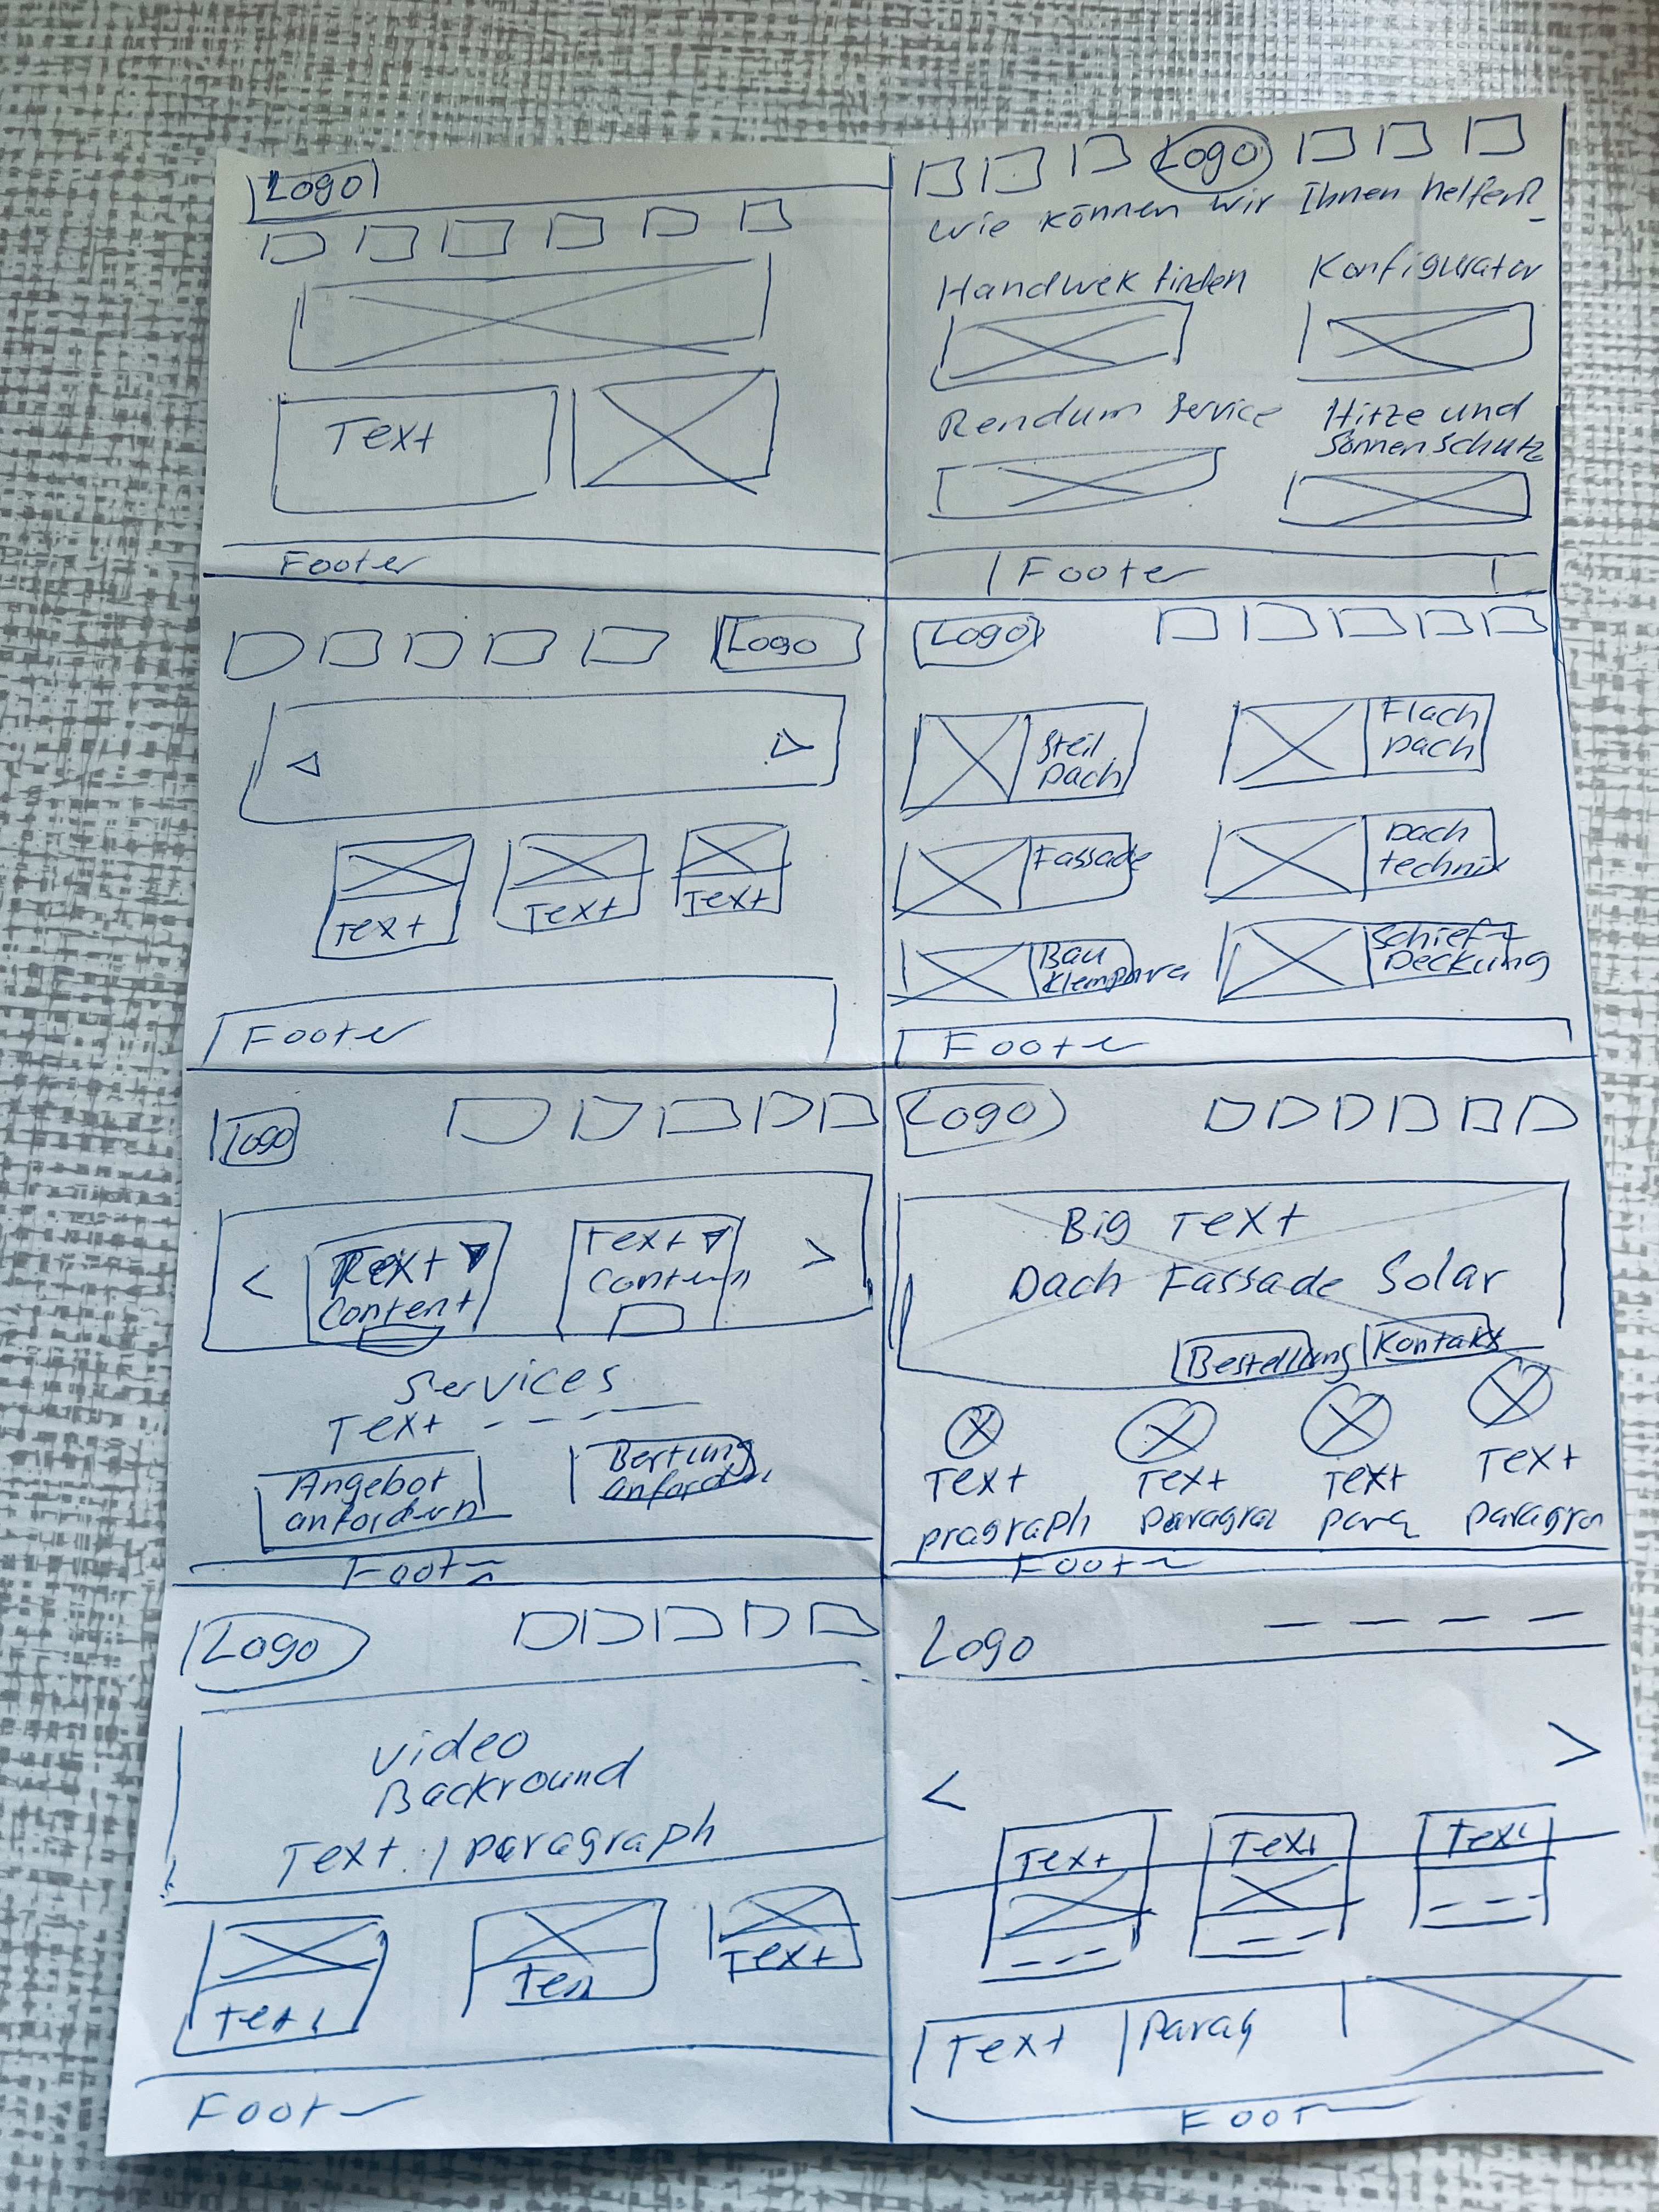 Logo
Text
Footer
Logo
Wie können wir Ihnen helfen?
Handwek finden
Konfigurator
Rendum Service
Hitze und
Sonnenschutz
Footer
Logo
Text
Text
Text
Footer
Logo
Steil
Dach
Flach
Dach
Fassade
Dach
technik
Bau
Schiefer
Deckung
Footer
Logo
Text
Content
Text
Content
Services
Text
Angebot
anfordern
Bertung
anfordern
Footer
Logo
Big Text
Dach Fassade Solar
Bestellung
Kontakt
Text
pragraph
Text
paragra
Text
para
Text
paragra
Footer
Logo
Video
Backround
Text / paragraph
Text
Text
Text
Footer
Logo
Text
Text
Text
Text
Parag
Footer